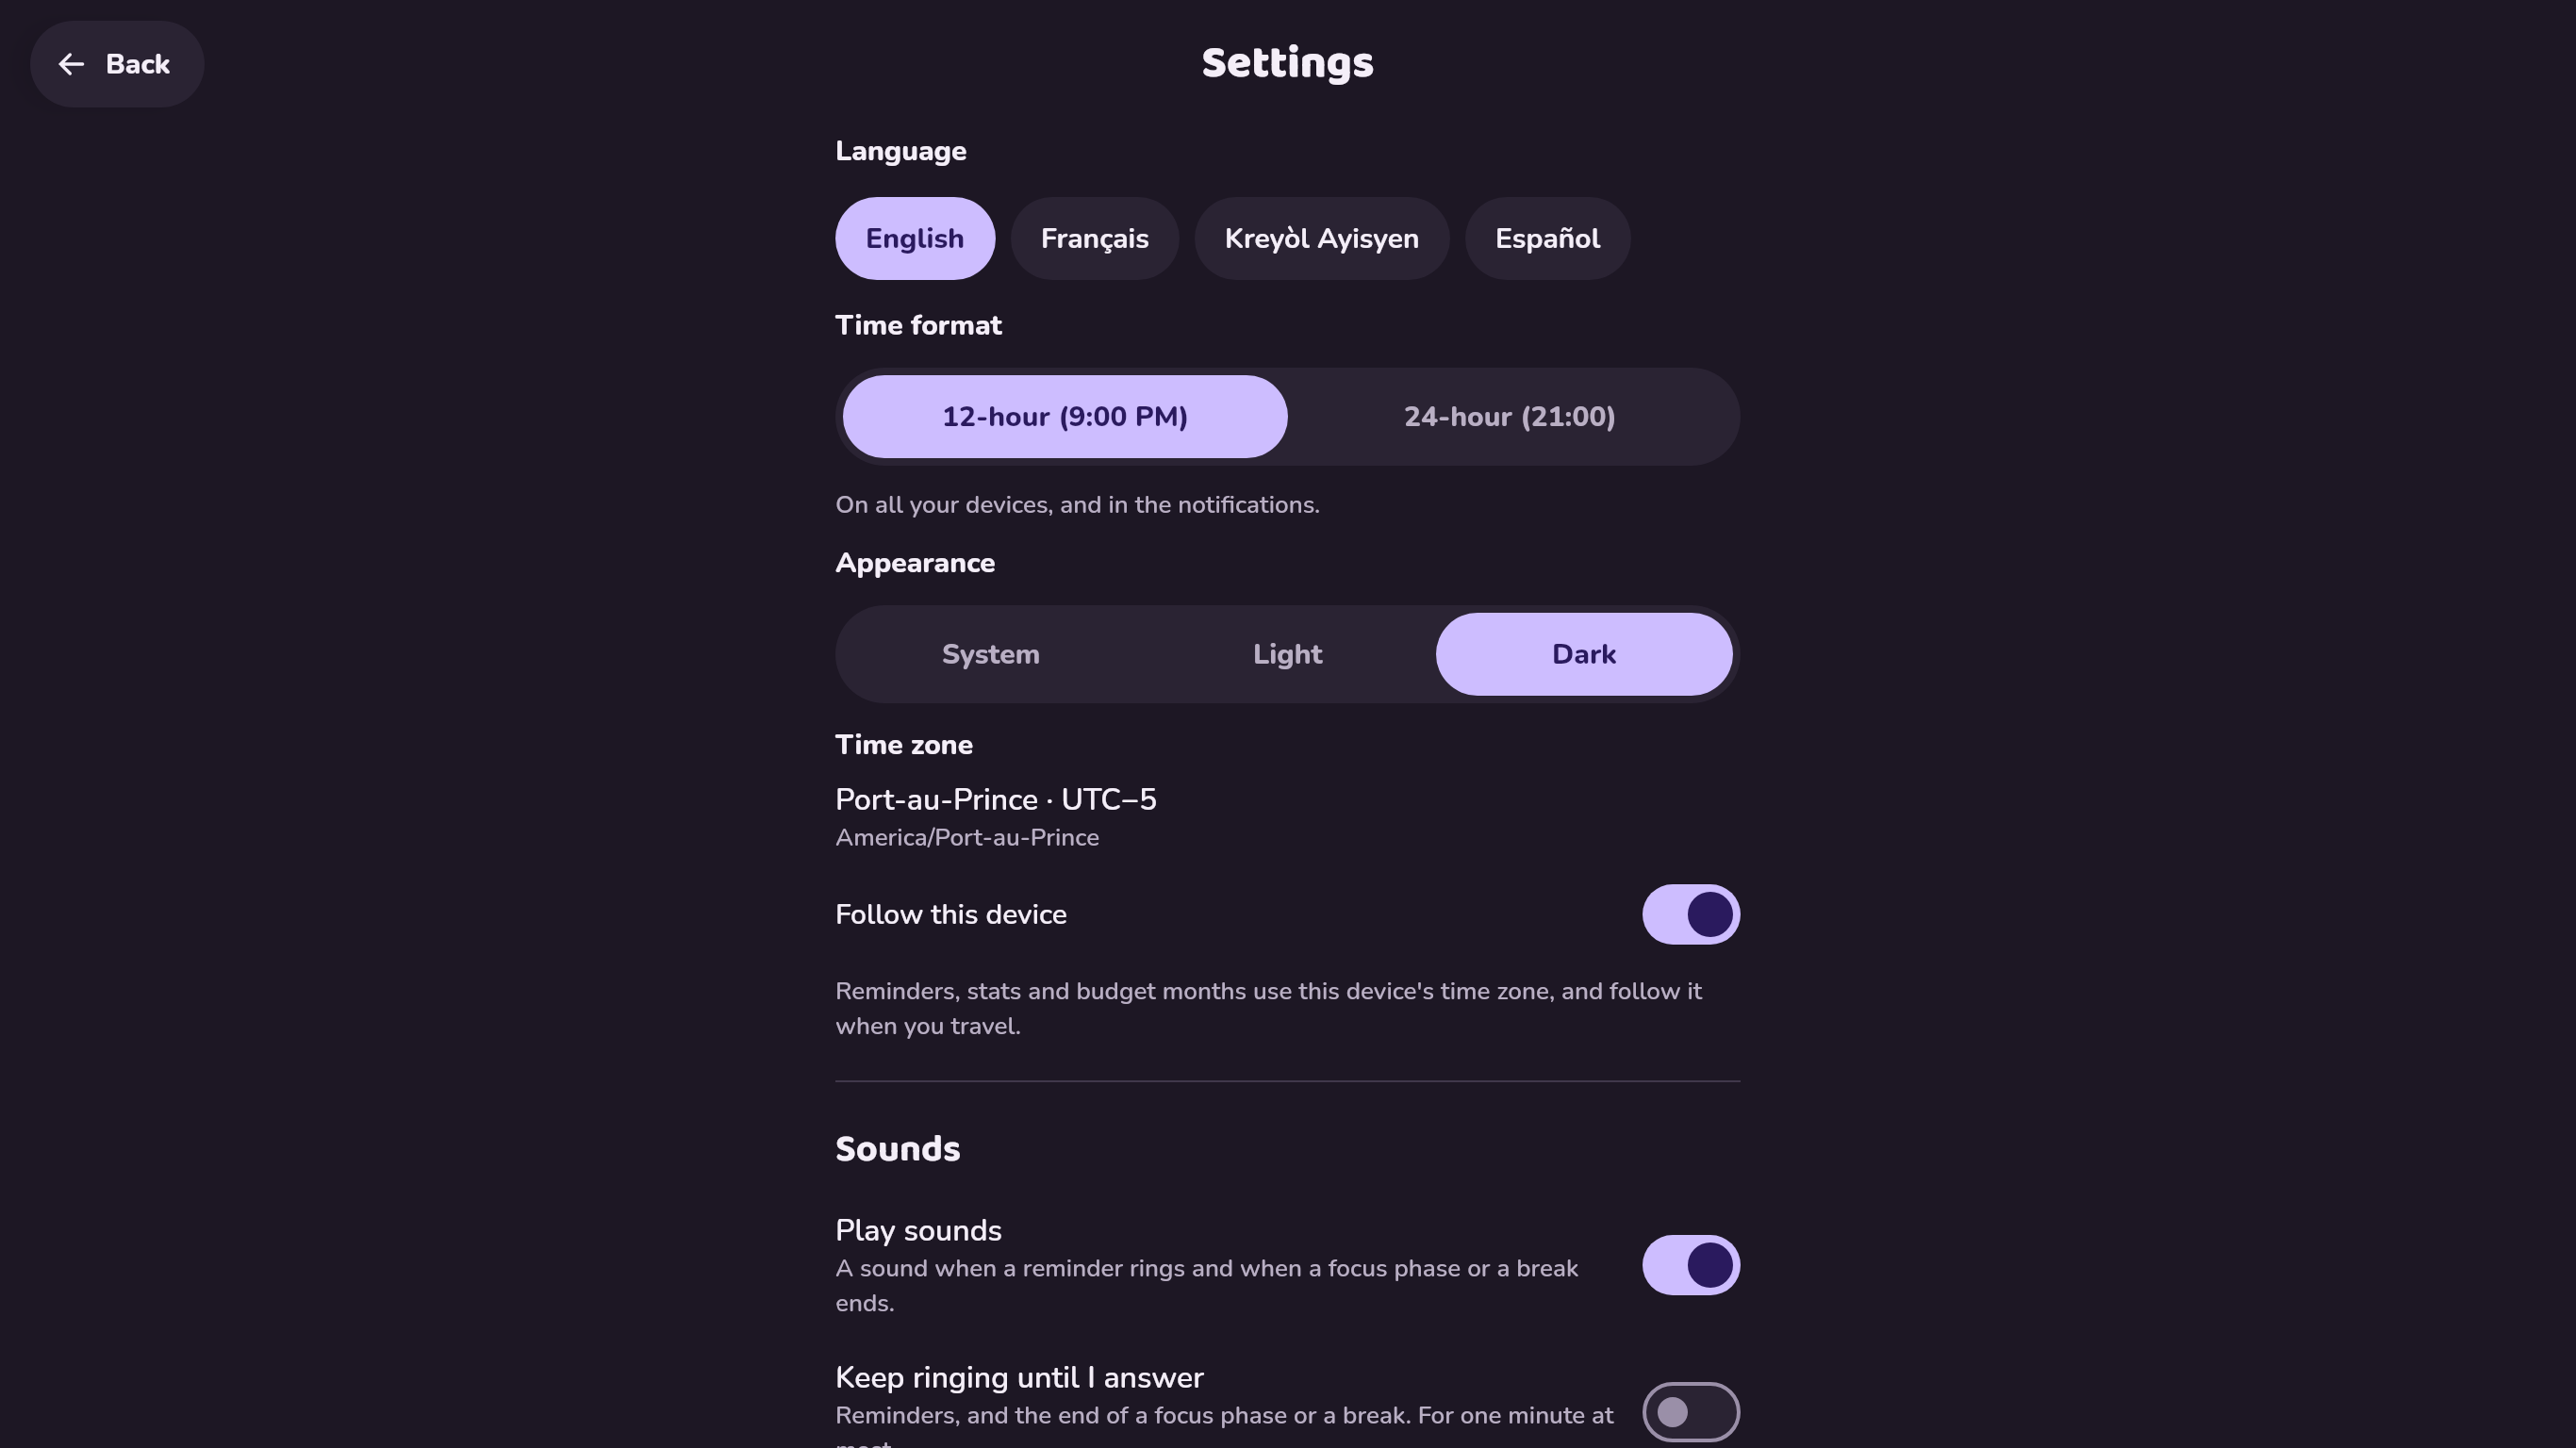 Back
Settings
Language
English
Français
Kreyòl Ayisyen
Español
Time format
12-hour (9:00 PM)
24-hour (21:00)
On all your devices, and in the notifications.
Appearance
System
Light
Dark
Time zone
Port-au-Prince · UTC−5
America/Port-au-Prince
Follow this device
Reminders, stats and budget months use this device's time zone, and follow it
when you travel.
Sounds
Play sounds
A sound when a reminder rings and when a focus phase or a break
ends.
Keep ringing until I answer
Reminders, and the end of a focus phase or a break. For one minute at